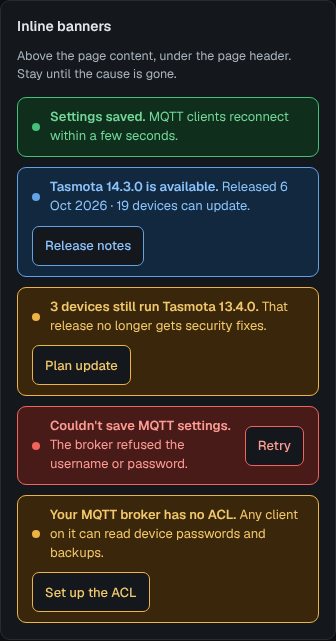 Inline banners
Above the page content, under the page header.
Stay until the cause is gone.
Settings saved. MQTT clients reconnect
within a few seconds.
Tasmota 14.3.0 is available. Released 6
Oct 2026 · 19 devices can update.
Release notes
3 devices still run Tasmota 13.4.0. That
release no longer gets security fixes.
Plan update
Couldn't save MQTT settings.
The broker refused the
username or password.
Retry
Your MQTT broker has no ACL. Any client
on it can read device passwords and
backups.
Set up the ACL